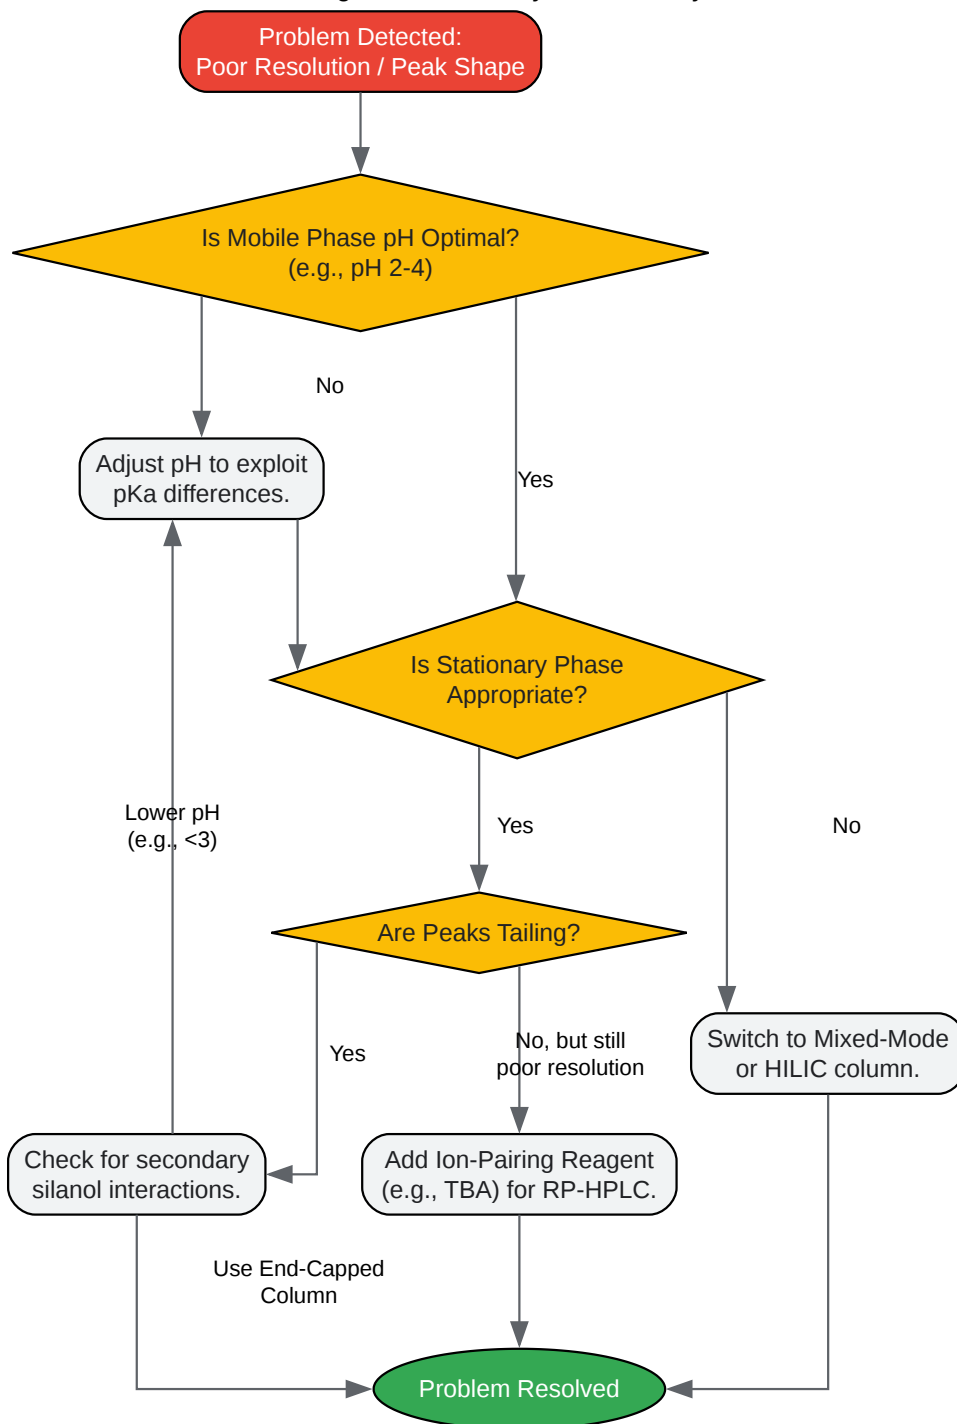 Problem Detected:
Poor Resolution / Peak Shape
Is Mobile Phase pH Optimal?
(e.g., pH 2-4)
No
Adjust pH to exploit
pKa differences.
Yes
Is Stationary Phase
Appropriate?
Lower pH
(e.g., <3)
Yes
No
Are Peaks Tailing?
Yes
No, but still
poor resolution
Switch to Mixed-Mode
or HILIC column.
Check for secondary
silanol interactions.
Add Ion-Pairing Reagent
(e.g., TBA) for RP-HPLC.
Use End-Capped
Column
Problem Resolved